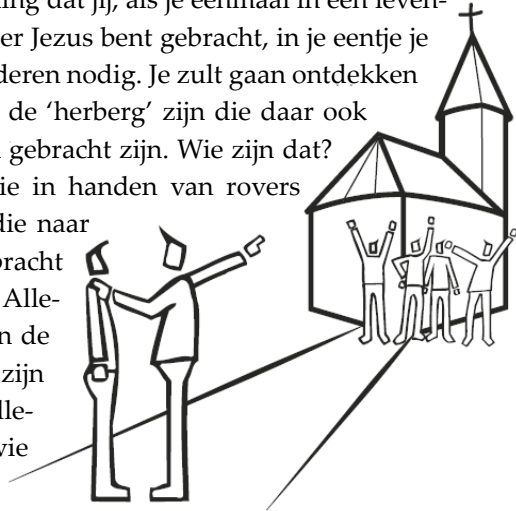 ning dat jij, als je eenmaal in een leven-
er Jezus bent gebracht, in je eentje je
deren nodig. Je zult gaan ontdekken
de ‘herberg’ zijn die daar ook
gebracht zijn. Wie zijn dat?
ie in handen van rovers
die naar
bracht
Alle-
n de
zijn
lle-
wie